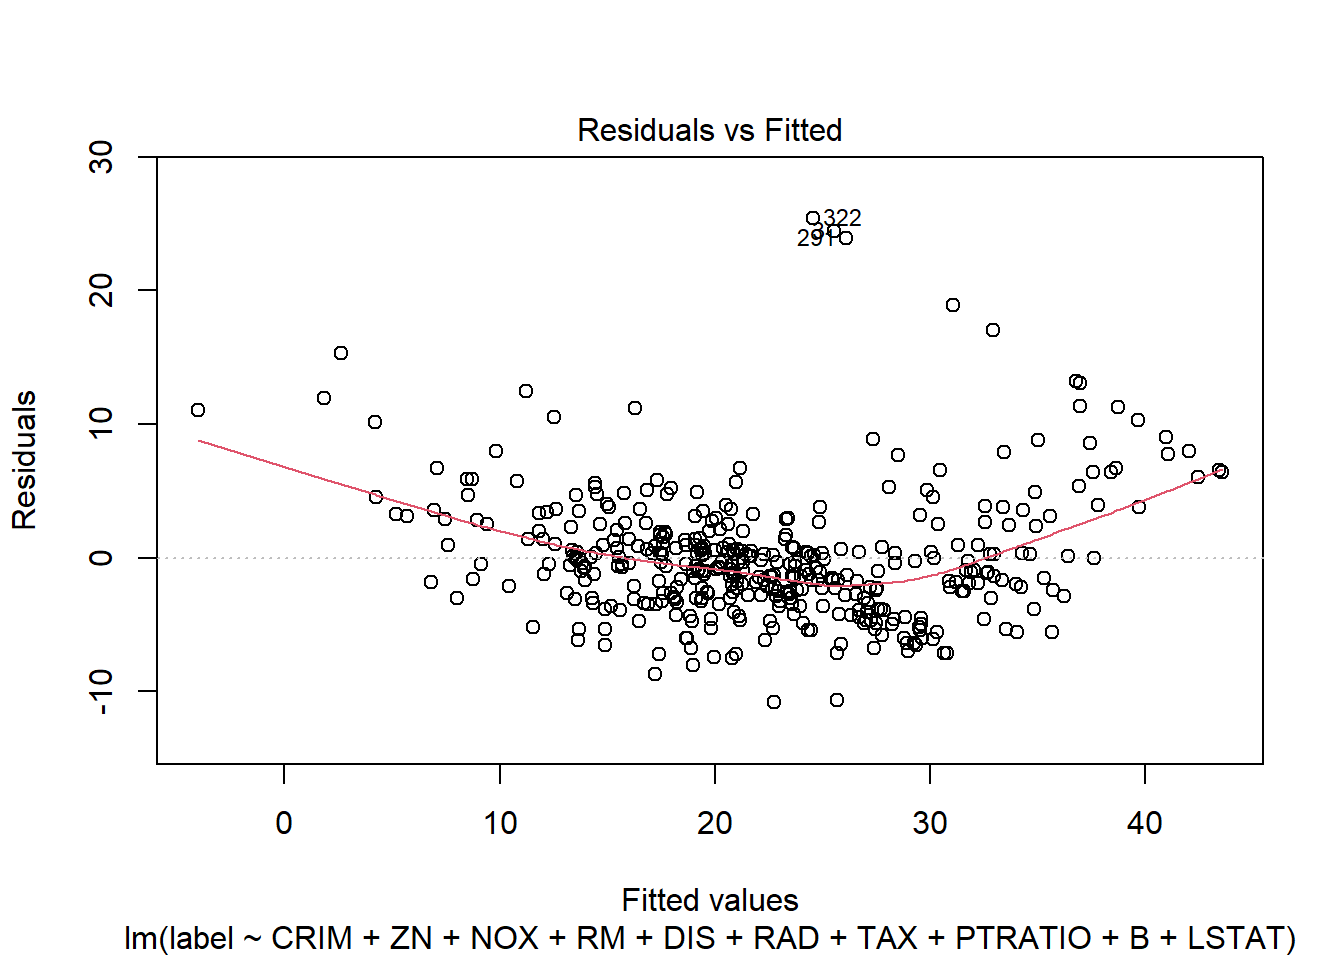 Residuals vs Fitted
30
20
10
0
-10
Residuals
322
291
0 10 20 30 40
Fitted values
lm(label ~ CRIM + ZN + NOX + RM + DIS + RAD + TAX + PTRATIO + B + LSTAT)